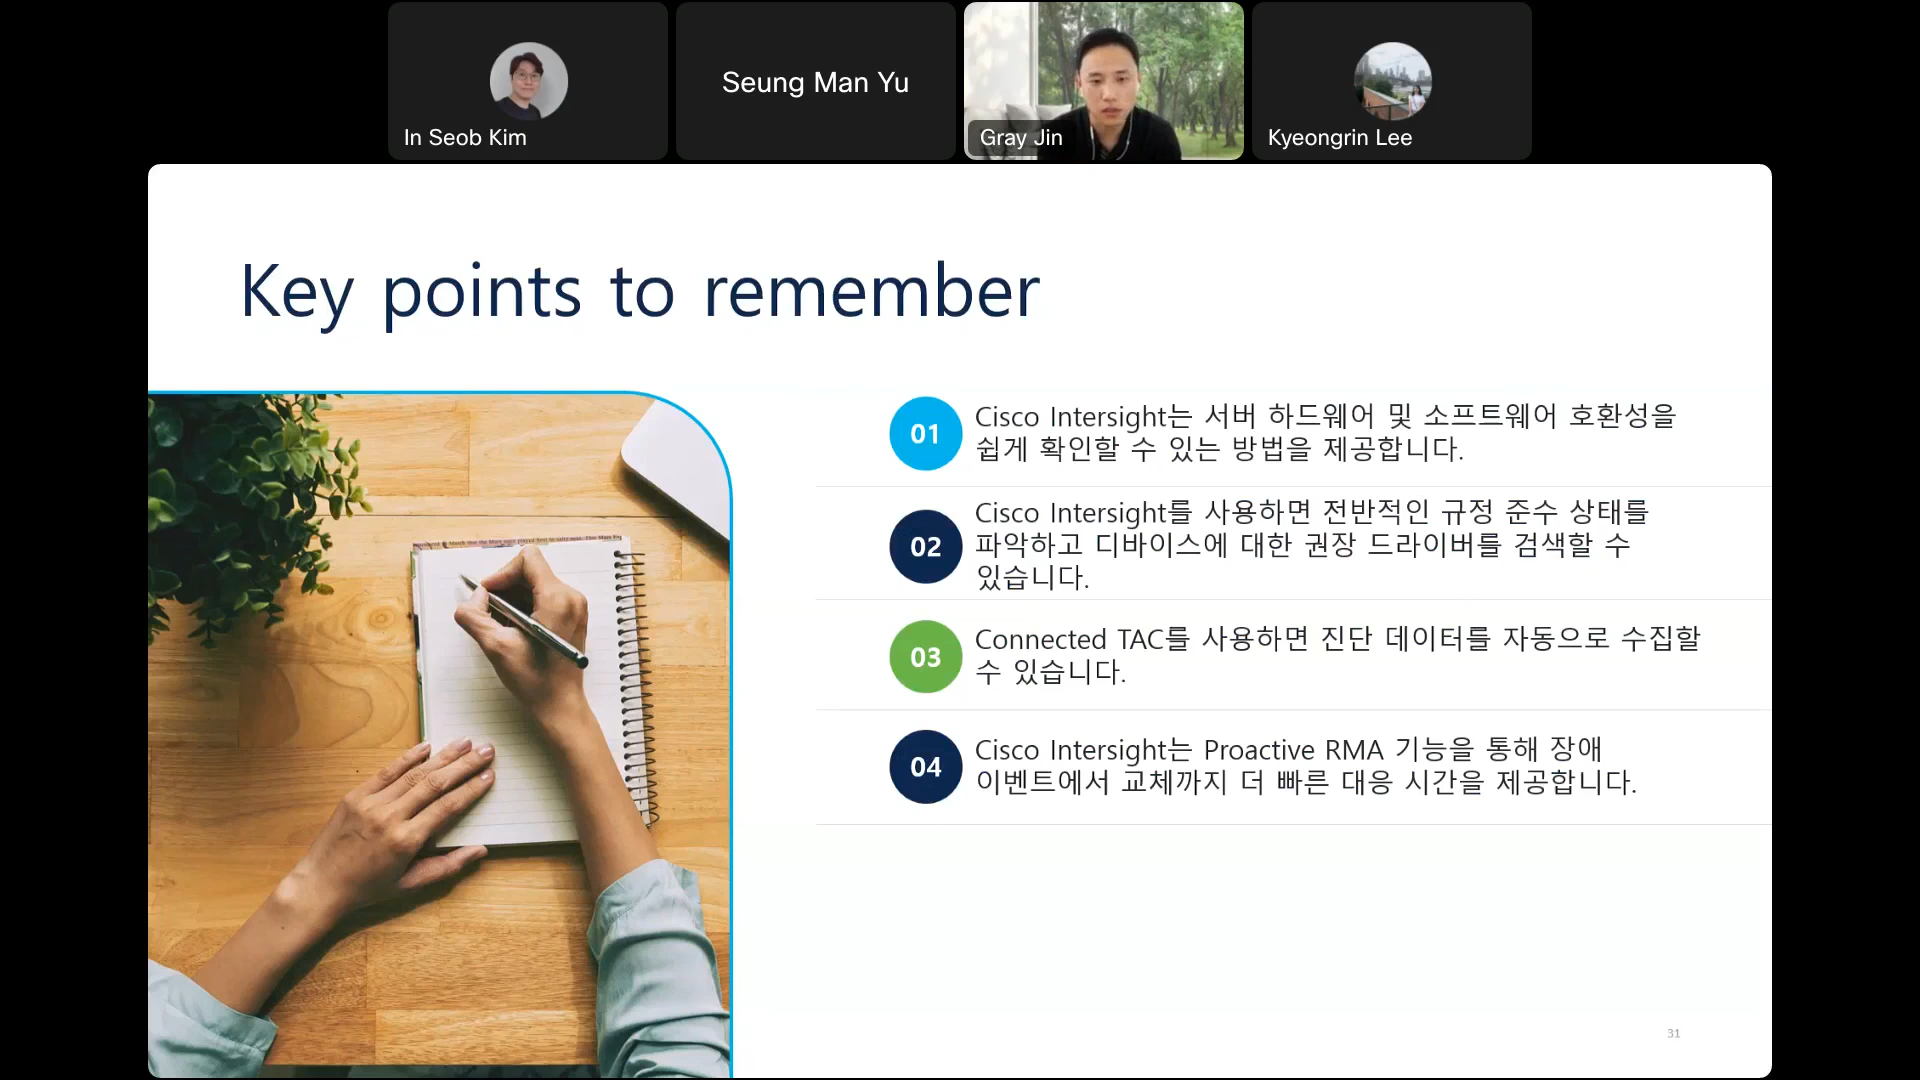 In Seob Kim
Seung Man Yu
Gray Jin
Kyeongrin Lee
Key points to remember
01
Cisco Intersight는 서버 하드웨어 및 소프트웨어 호환성을
쉽게 확인할 수 있는 방법을 제공합니다.
02
Cisco Intersight를 사용하면 전반적인 규정 준수 상태를
파악하고 디바이스에 대한 권장 드라이버를 검색할 수
있습니다.
03
Connected TAC를 사용하면 진단 데이터를 자동으로 수집할
수 있습니다.
04
Cisco Intersight는 Proactive RMA 기능을 통해 장애
이벤트에서 교체까지 더 빠른 대응 시간을 제공합니다.
31